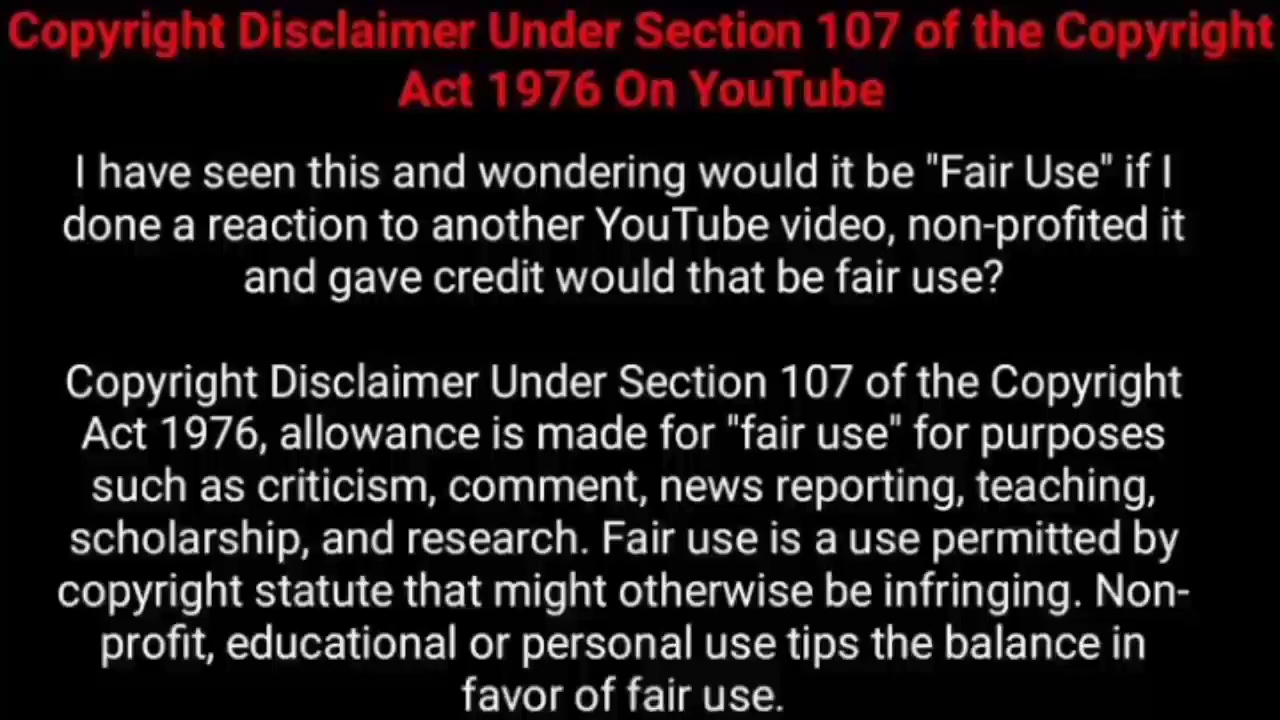 Copyright Disclaimer Under Section 107 of the Copyright
Act 1976 On YouTube
I have seen this and wondering would it be "Fair Use" if I
done a reaction to another YouTube video, non-profited it
and gave credit would that be fair use?
Copyright Disclaimer Under Section 107 of the Copyright
Act 1976, allowance is made for "fair use" for purposes
such as criticism, comment, news reporting, teaching,
scholarship, and research. Fair use is a use permitted by
copyright statute that might otherwise be infringing. Non-
profit, educational or personal use tips the balance in
favor of fair use.